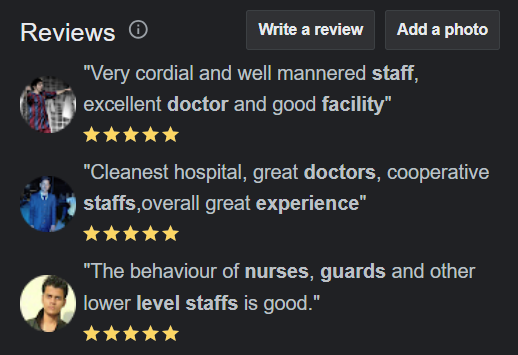 Reviews
Write a review
Add a photo
"Very cordial and well mannered staff,
excellent doctor and good facility"
"Cleanest hospital, great doctors, cooperative
staffs,overall great experience"
"The behaviour of nurses, guards and other
lower level staffs is good."